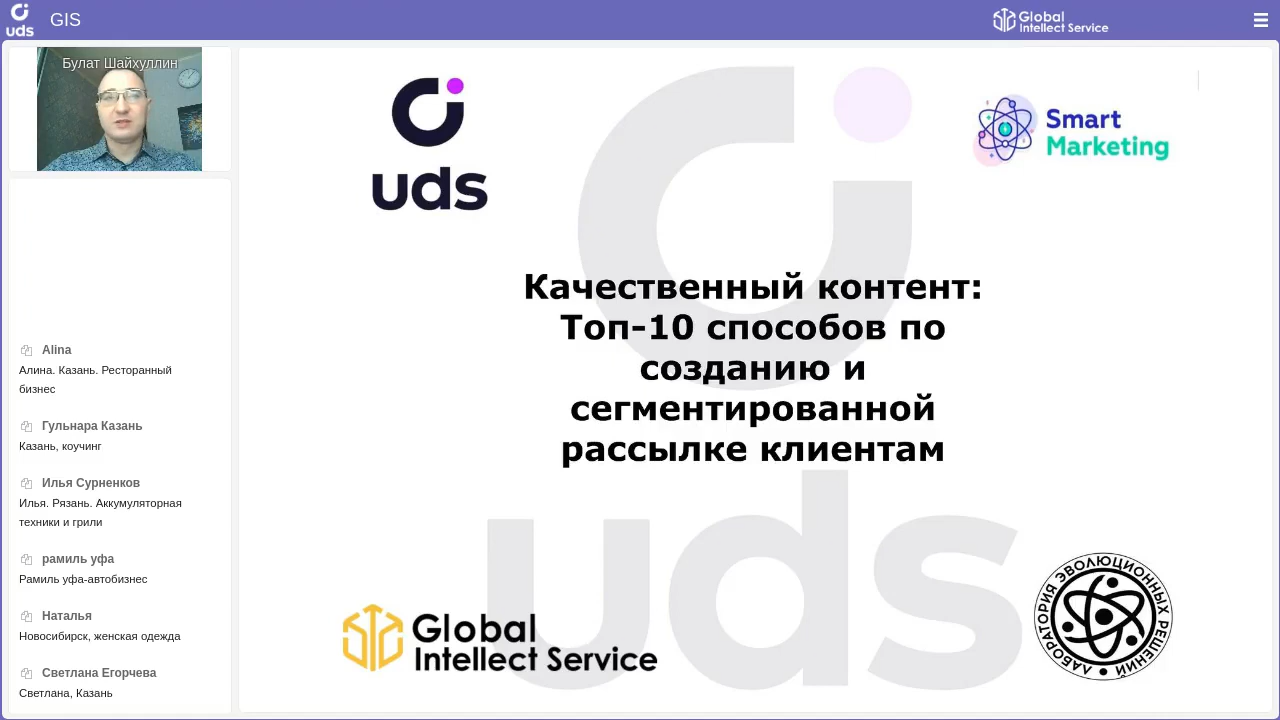 uds
GIS
Global
Intellect Service
Булат Шайхуллин
Alina
Алина. Казань. Ресторанный
бизнес
Гульнара Казань
Казань, коучинг
Илья Сурненков
Илья. Рязань. Аккумуляторная
техники и грили
рамиль уфа
Рамиль уфа-автобизнес
Наталья
Новосибирск, женская одежда
Светлана Егорчева
Светлана, Казань
uds
Smart
Marketing
Качественный контент:
Топ-10 способов по
созданию и
сегментированной
рассылке клиентам
uds
Global
Intellect Service
ЛАБОРАТОРИЯ ЭВОЛЮЦИОННЫХ РЕШЕНИЙ